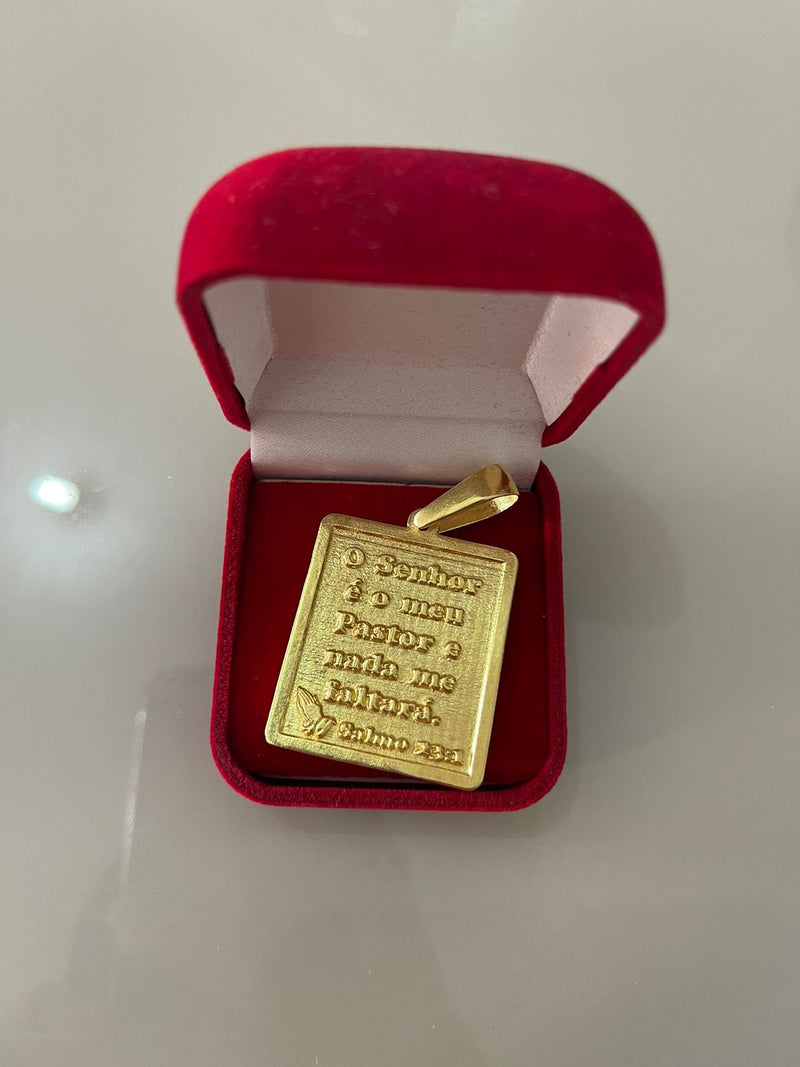 O Senhor
é o meu
Pastor e
nada me
faltará.
Salmo 23:1